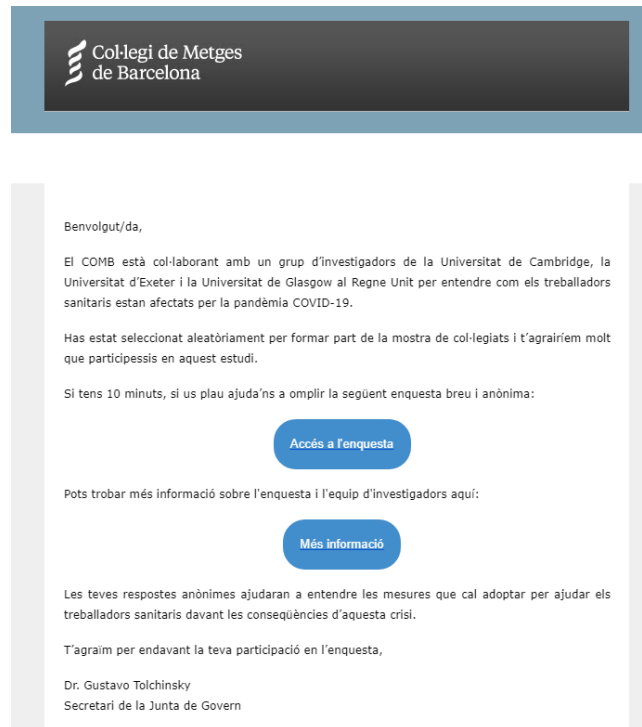 Col·legi de Metges
de Barcelona
Benvolgut/da,
El COMB està col·laborant amb un grup d’investigadors de la Universitat de Cambridge, la
Universitat d’Exeter i la Universitat de Glasgow al Regne Unit per entendre com els treballadors
sanitaris estan afectats per la pandèmia COVID-19.
Has estat seleccionat aleatòriament per formar part de la mostra de col·legiats i t’agrairíem molt
que participessis en aquest estudi.
Si tens 10 minuts, si us plau ajuda’ns a omplir la següent enquesta breu i anònima:
Accés a l'enquesta
Pots trobar més informació sobre l'enquesta i l'equip d'investigadors aquí:
Més informació
Les teves respostes anònimes ajudaran a entendre les mesures que cal adoptar per ajudar els
treballadors sanitaris davant les conseqüències d’aquesta crisi.
T’agraïm per endavant la teva participació en l’enquesta,
Dr. Gustavo Tolchinsky
Secretari de la Junta de Govern